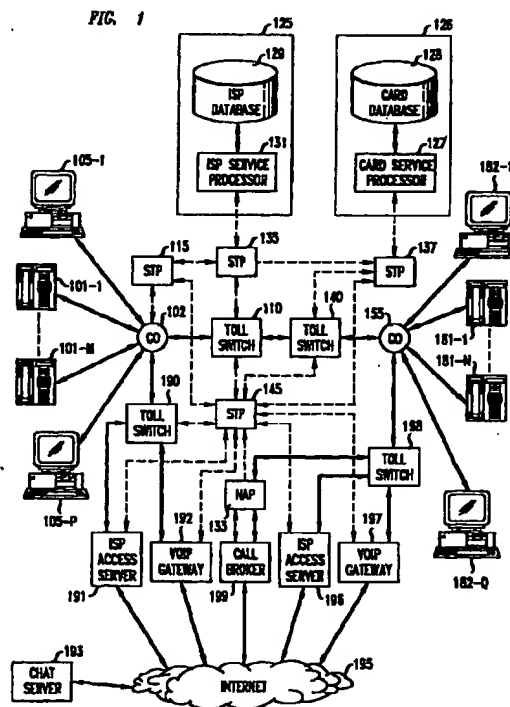 FIG. 1
125
126
129
128
ISP DATABASE
CARD DATABASE
131
127
ISP SERVICE PROCESSOR
CARD SERVICE PROCESSOR
105-1
182-1
115
135
137
STP
STP
STP
101-1
102
110
140
155
181-1
CO
TOLL SWITCH
TOLL SWITCH
CO
101-M
181-N
190
145
TOLL SWITCH
STP
198
TOLL SWITCH
105-P
NAP
133
192
197
182-Q
ISP ACCESS SERVER
VOIP GATEWAY
CALL BROKER
ISP ACCESS SERVER
VOIP GATEWAY
191
199
196
193
195
CHAT SERVER
INTERNET